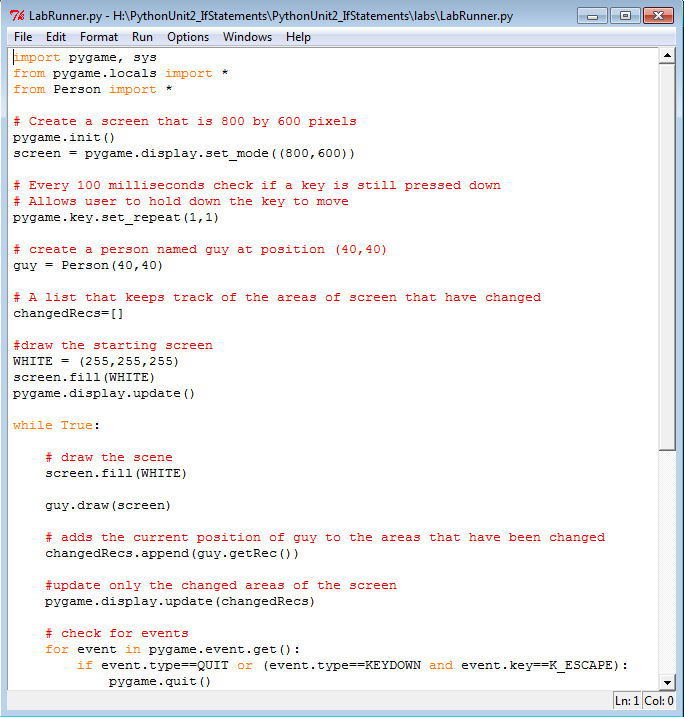 LabRunner.py - H:\PythonUnit2_IfStatements\PythonUnit2_IfStatements\labs\LabRunner.py
File Edit Format Run Options Windows Help
import pygame, sys
from pygame.locals import *
from Person import *
# Create a screen that is 800 by 600 pixels
pygame.init()
screen = pygame.display.set_mode((800,600))
# Every 100 milliseconds check if a key is still pressed down
# Allows user to hold down the key to move
pygame.key.set_repeat(1,1)
# create a person named guy at position (40,40)
guy = Person(40,40)
# A list that keeps track of the areas of screen that have changed
changedRecs=[]
#draw the starting screen
WHITE = (255,255,255)
screen.fill(WHITE)
pygame.display.update()
while True:
    # draw the scene
    screen.fill(WHITE)
    guy.draw(screen)
    # adds the current position of guy to the areas that have been changed
    changedRecs.append(guy.getRec())
    #update only the changed areas of the screen
    pygame.display.update(changedRecs)
    # check for events
    for event in pygame.event.get():
        if event.type==QUIT or (event.type==KEYDOWN and event.key==K_ESCAPE):
            pygame.quit()
Ln: 1 Col: 0